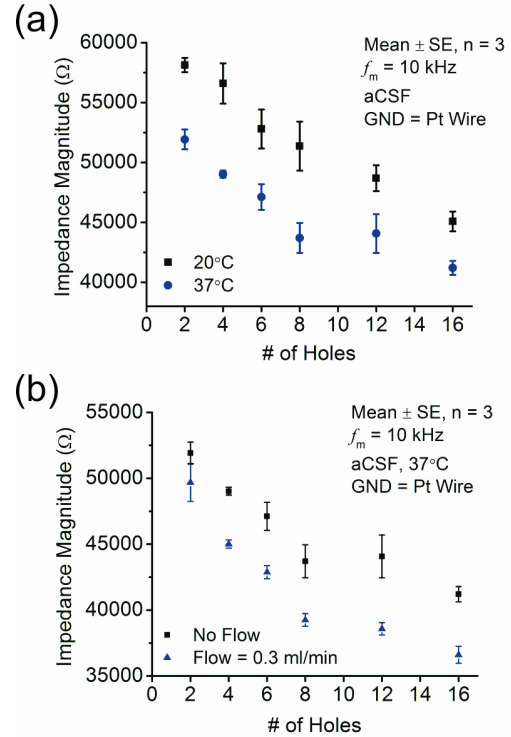 (a)
60000
55000
50000
45000
40000
Impedance Magnitude (Ω)
Mean ± SE, n = 3
fm = 10 kHz
aCSF
GND = Pt Wire
20°C
37°C
0 2 4 6 8 10 12 14 16
# of Holes
(b)
55000
50000
45000
40000
35000
Impedance Magnitude (Ω)
Mean ± SE, n = 3
fm = 10 kHz
aCSF, 37°C
GND = Pt Wire
No Flow
Flow = 0.3 ml/min
0 2 4 6 8 10 12 14 16
# of Holes